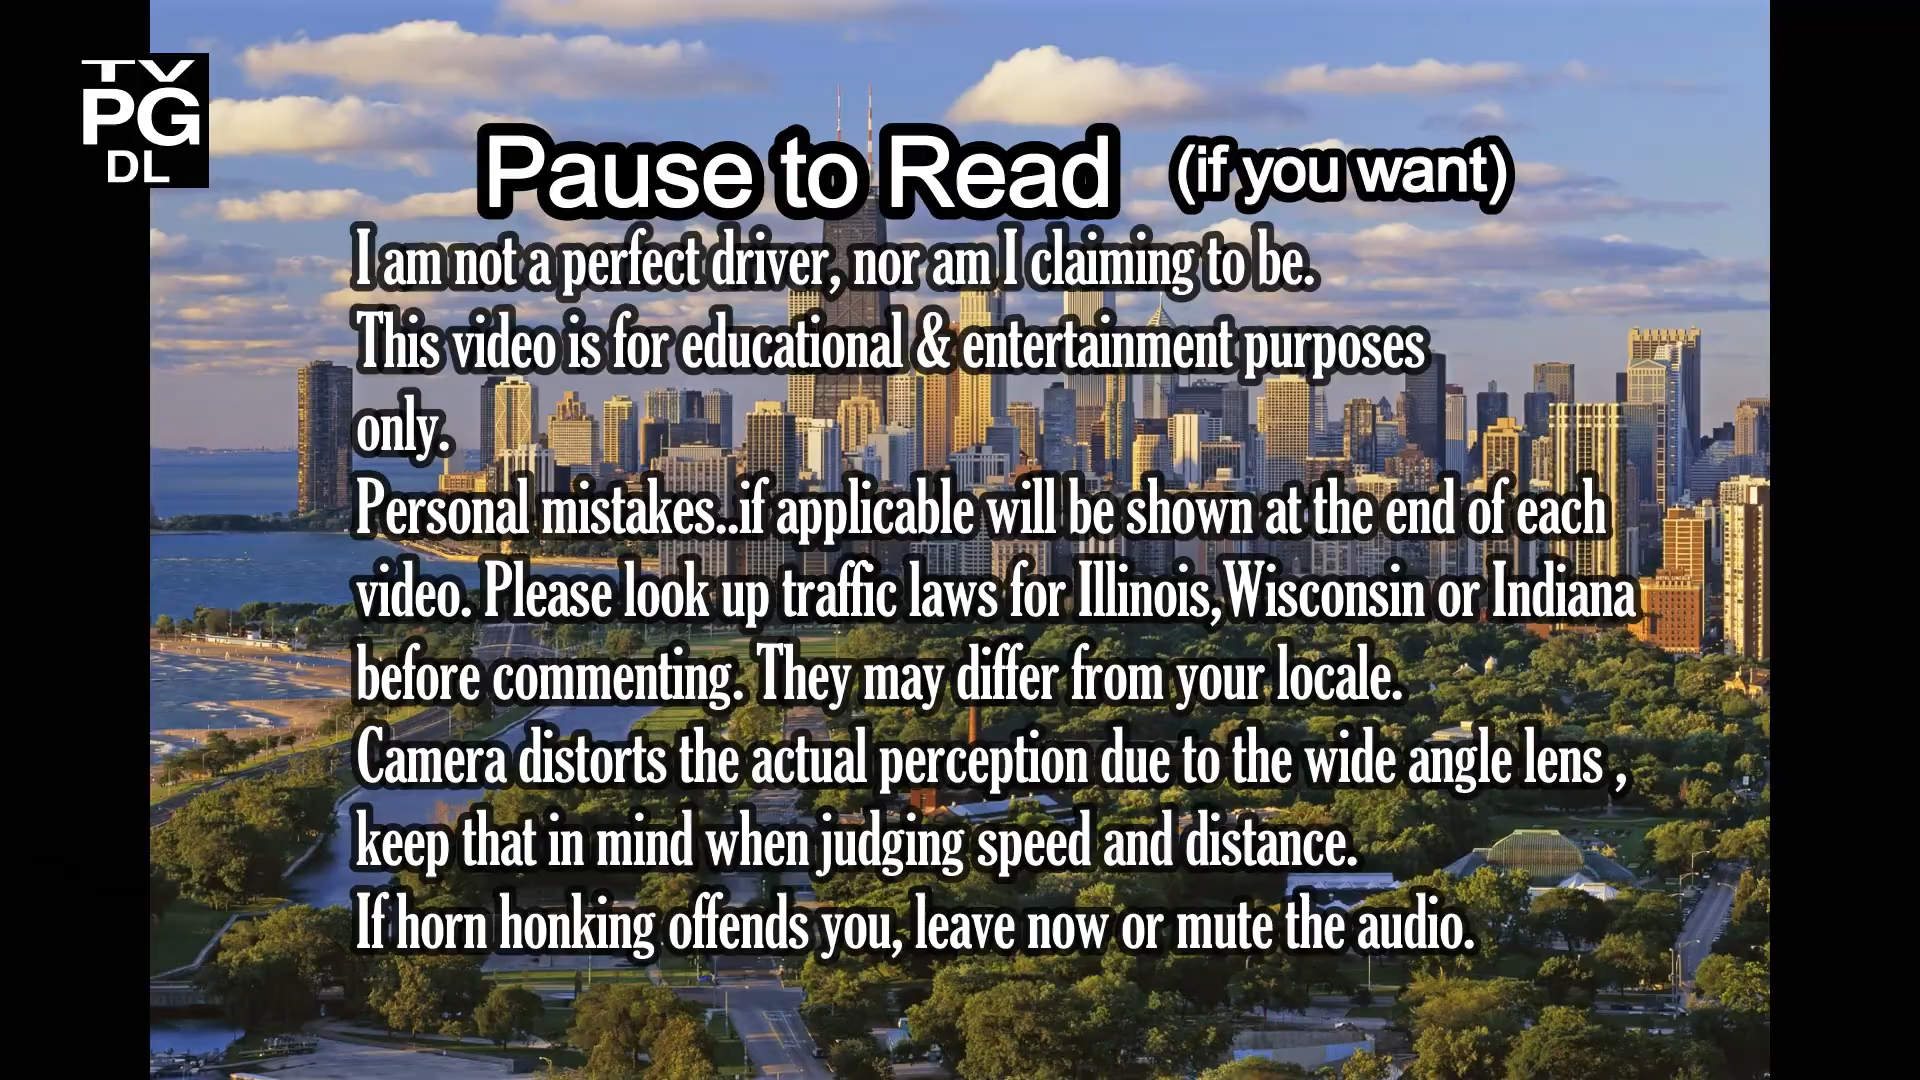 TV
PG
DL
Pause to Read (if you want)
I am not a perfect driver, nor am I claiming to be.
This video is for educational & entertainment purposes
only.
Personal mistakes..if applicable will be shown at the end of each
video. Please look up traffic laws for Illinois,Wisconsin or Indiana
before commenting. They may differ from your locale.
Camera distorts the actual perception due to the wide angle lens ,
keep that in mind when judging speed and distance.
If horn honking offends you, leave now or mute the audio.